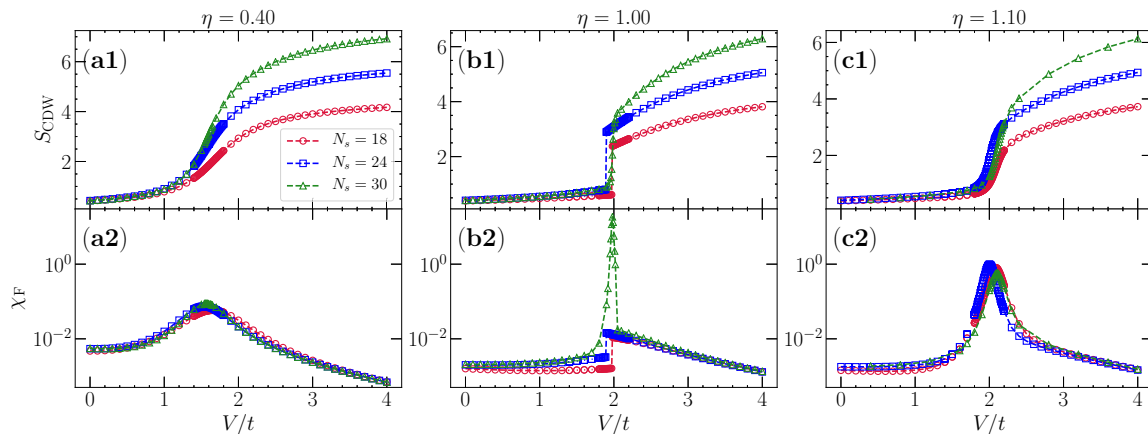 η = 0.40
η = 1.00
η = 1.10
(a1)
(b1)
(c1)
S_CDW
6
4
2
6
4
2
6
4
2
N_s = 18
N_s = 24
N_s = 30
(a2)
(b2)
(c2)
χ_F
10^0
10^−2
10^0
10^−2
10^0
10^−2
0 1 2 3 4
0 1 2 3 4
0 1 2 3 4
V/t
V/t
V/t